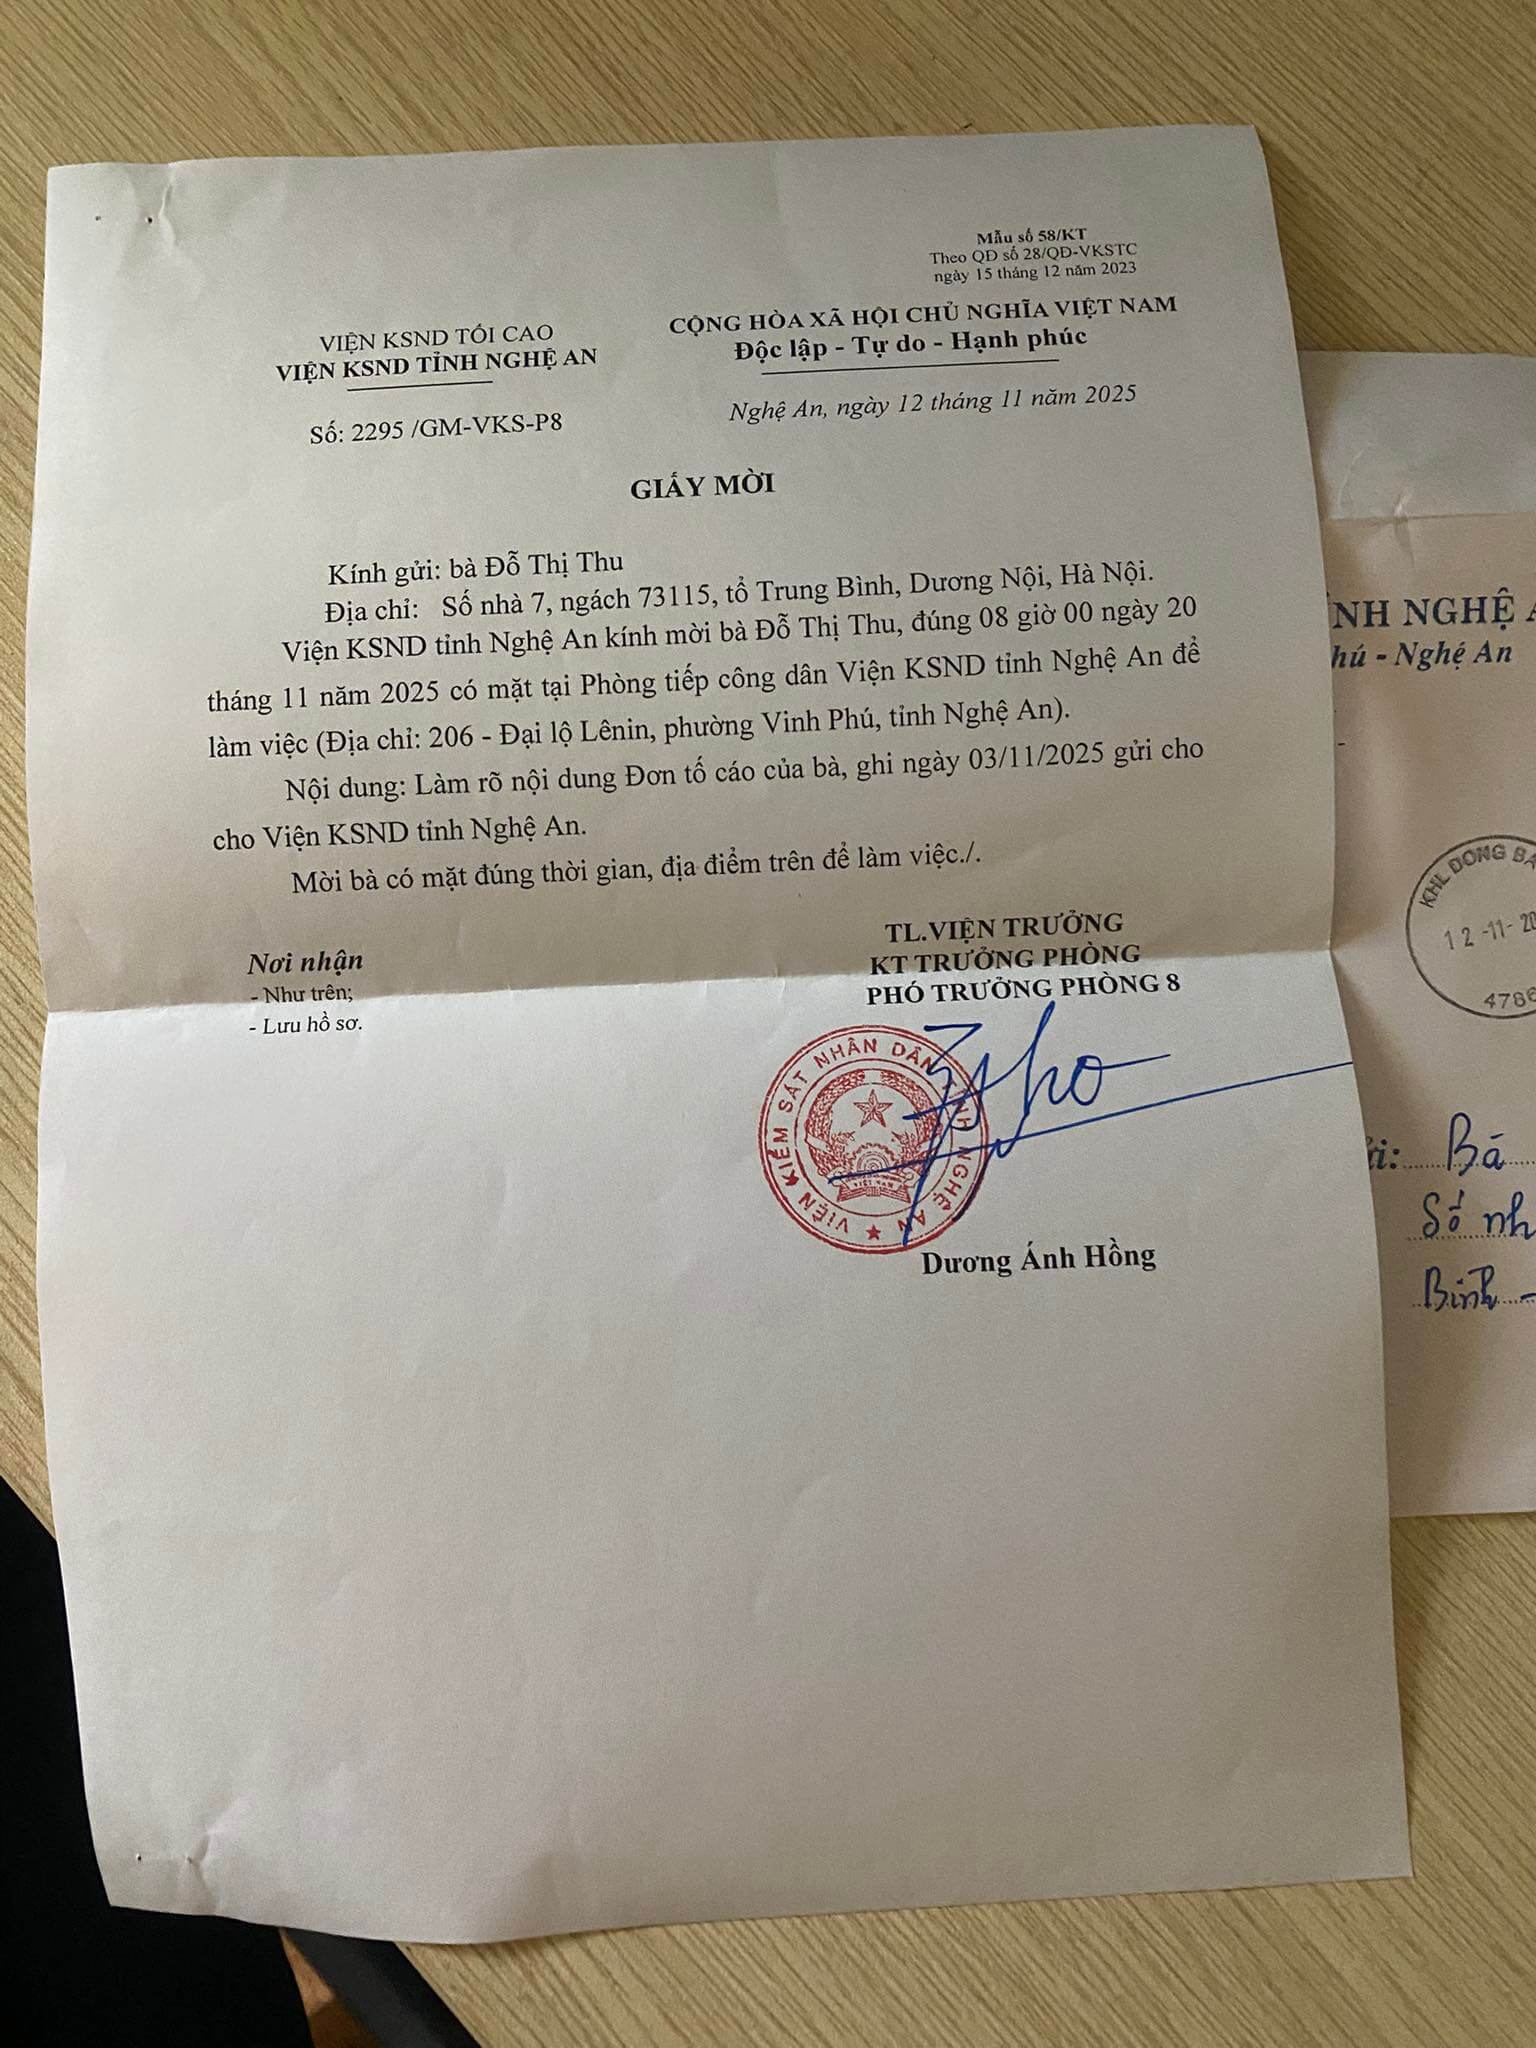 Mẫu số 58/KT
Theo QĐ số 28/QĐ-VKSTC
ngày 15 tháng 12 năm 2023
VIỆN KSND TỐI CAO
VIỆN KSND TỈNH NGHỆ AN
CỘNG HÒA XÃ HỘI CHỦ NGHĨA VIỆT NAM
Độc lập - Tự do - Hạnh phúc
Số: 2295 /GM-VKS-P8
Nghệ An, ngày 12 tháng 11 năm 2025
GIẤY MỜI
Kính gửi: bà Đỗ Thị Thu
Địa chỉ: Số nhà 7, ngách 73115, tổ Trung Bình, Dương Nội, Hà Nội.
Viện KSND tỉnh Nghệ An kính mời bà Đỗ Thị Thu, đúng 08 giờ 00 ngày 20
tháng 11 năm 2025 có mặt tại Phòng tiếp công dân Viện KSND tỉnh Nghệ An để
làm việc (Địa chỉ: 206 - Đại lộ Lênin, phường Vinh Phú, tỉnh Nghệ An).
Nội dung: Làm rõ nội dung Đơn tố cáo của bà, ghi ngày 03/11/2025 gửi cho
cho Viện KSND tỉnh Nghệ An.
Mời bà có mặt đúng thời gian, địa điểm trên để làm việc./.
Nơi nhận
- Như trên;
- Lưu hồ sơ.
TL.VIỆN TRƯỞNG
KT TRƯỞNG PHÒNG
PHÓ TRƯỞNG PHÒNG 8
VIỆN KIỂM SÁT NHÂN DÂN TỈNH NGHỆ AN
VIỆT NAM
Dương Ánh Hồng
ỈNH NGHỆ A
hú - Nghệ An
KHL DONG BA
12-11-20
4786
ửi: Bà
Số nh
Bình -